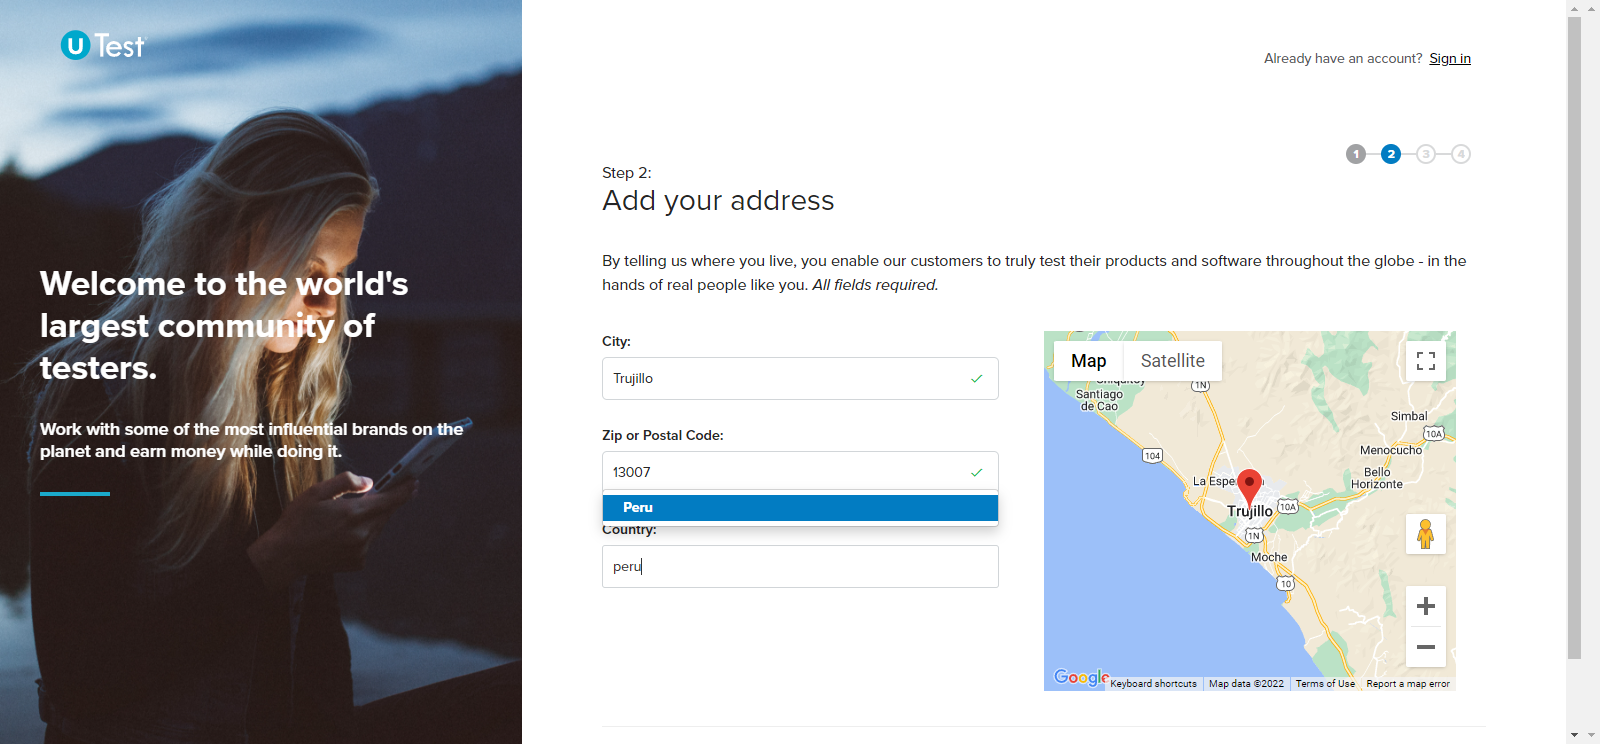 U Test
Already have an account? Sign in
1 2 3 4
Step 2:
Add your address
Welcome to the world's
largest community of
testers.
Work with some of the most influential brands on the
planet and earn money while doing it.
By telling us where you live, you enable our customers to truly test their products and software throughout the globe - in the
hands of real people like you. All fields required.
City:
Trujillo
Zip or Postal Code:
13007
Peru
Country:
peru
Map Satellite
Santiago
de Cao
1N
Simbal
10A
Menocucho
104
Bello
Horizonte
La Espe
10A
Trujillo
1N
Moche
10
Google
Keyboard shortcuts Map data ©2022 Terms of Use Report a map error